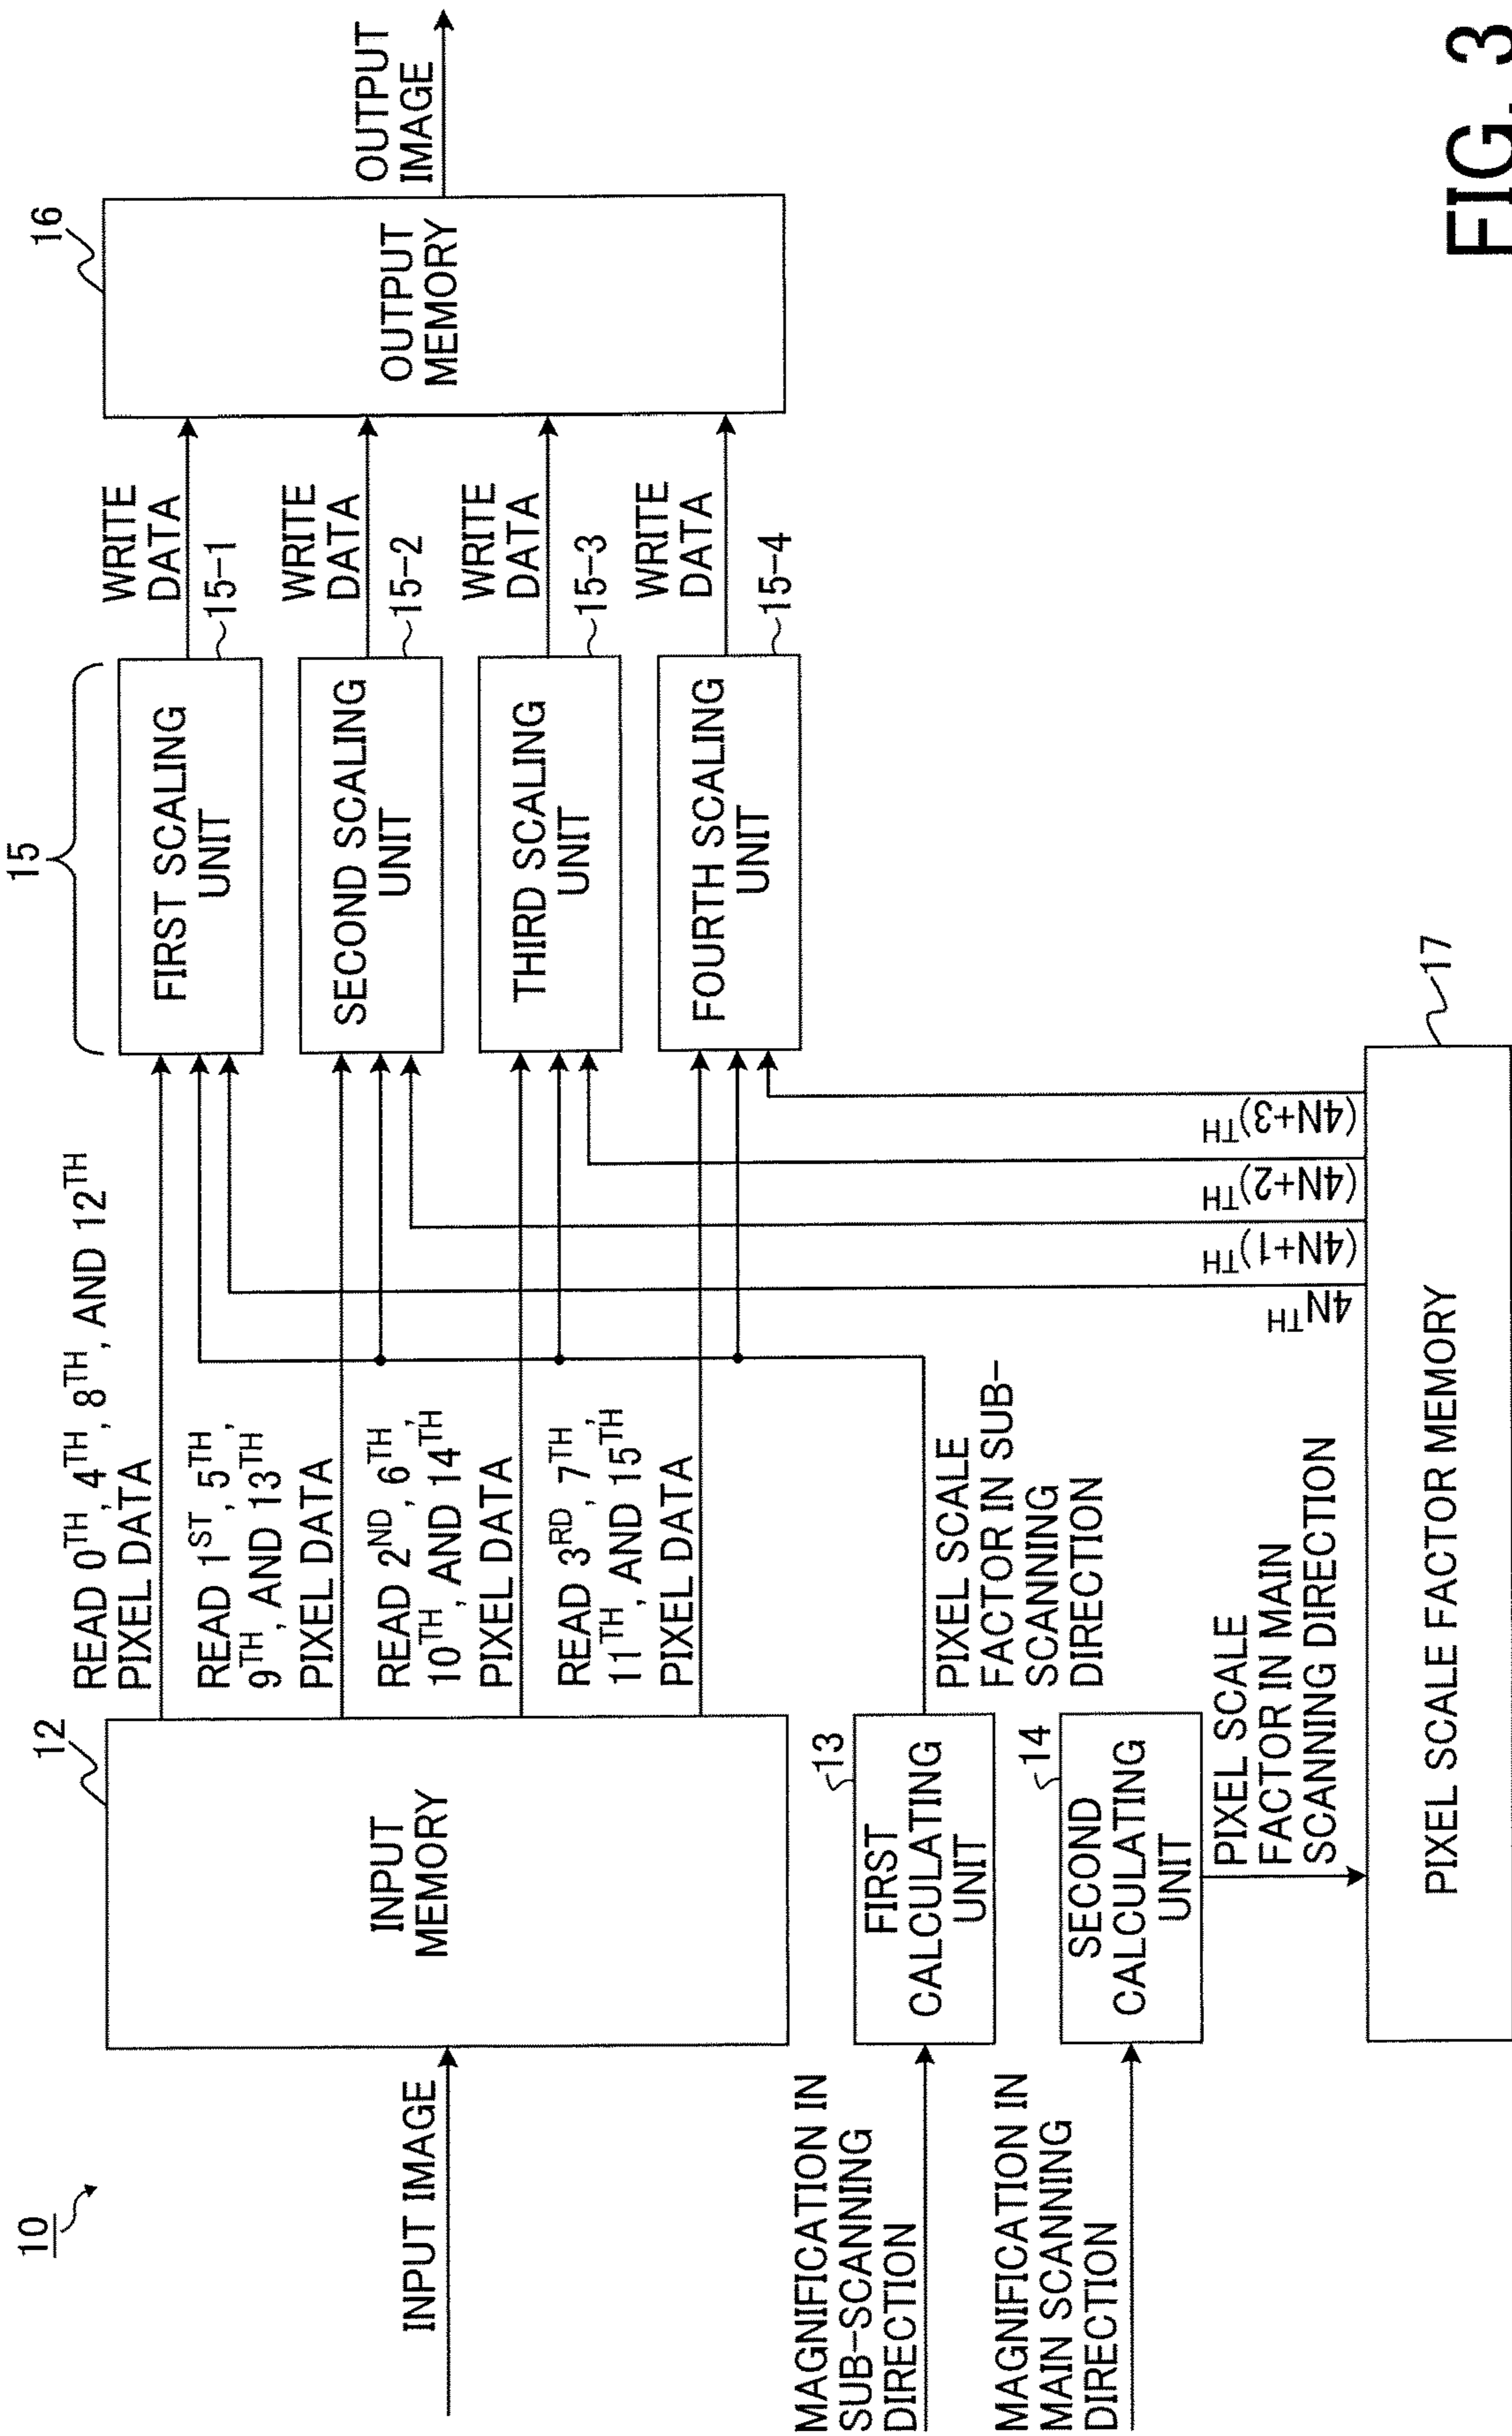 10
INPUT IMAGE
12
INPUT
MEMORY
READ 0TH, 4TH, 8TH, AND 12TH
PIXEL DATA
READ 1ST, 5TH,
9TH, AND 13TH,
PIXEL DATA
READ 2ND, 6TH,
10TH, AND 14TH,
PIXEL DATA
READ 3RD, 7TH,
11TH, AND 15TH
PIXEL DATA
15
FIRST SCALING
UNIT
15-1
SECOND SCALING
UNIT
15-2
THIRD SCALING
UNIT
15-3
FOURTH SCALING
UNIT
15-4
WRITE
DATA
WRITE
DATA
WRITE
DATA
WRITE
DATA
16
OUTPUT
MEMORY
OUTPUT
IMAGE
MAGNIFICATION IN
SUB-SCANNING
DIRECTION
13
FIRST
CALCULATING
UNIT
PIXEL SCALE
FACTOR IN SUB-
SCANNING
DIRECTION
MAGNIFICATION IN
MAIN SCANNING
DIRECTION
14
SECOND
CALCULATING
UNIT
PIXEL SCALE
FACTOR IN MAIN
SCANNING DIRECTION
4NTH
(4N+1)TH
(4N+2)TH
(4N+3)TH
17
PIXEL SCALE FACTOR MEMORY
FIG. 3